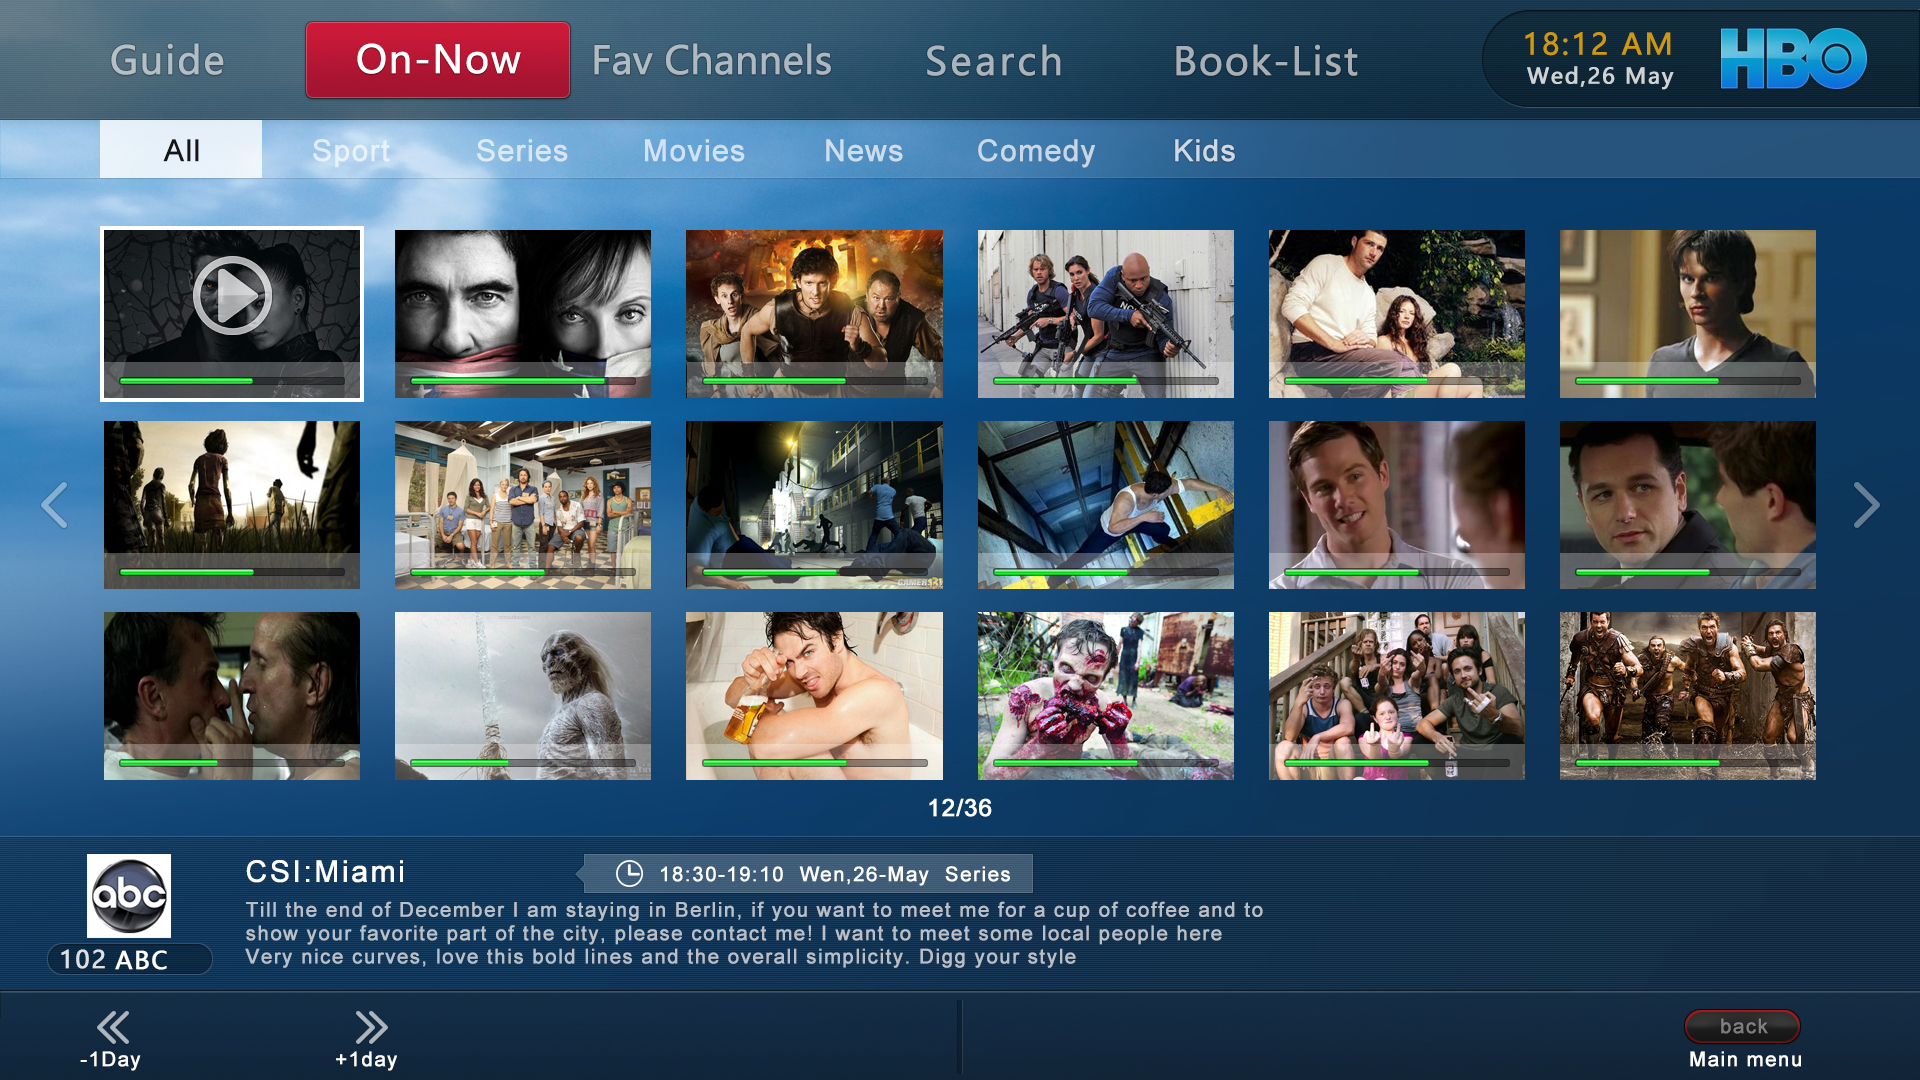 Guide
On-Now
Fav Channels
Search
Book-List
18:12 AM
Wed,26 May
HBO
All
Sport
Series
Movies
News
Comedy
Kids
12/36
abc
102 ABC
CSI:Miami
18:30-19:10 Wen,26-May Series
Till the end of December I am staying in Berlin, if you want to meet me for a cup of coffee and to
show your favorite part of the city, please contact me! I want to meet some local people here
Very nice curves, love this bold lines and the overall simplicity. Digg your style
-1Day
+1day
back
Main menu